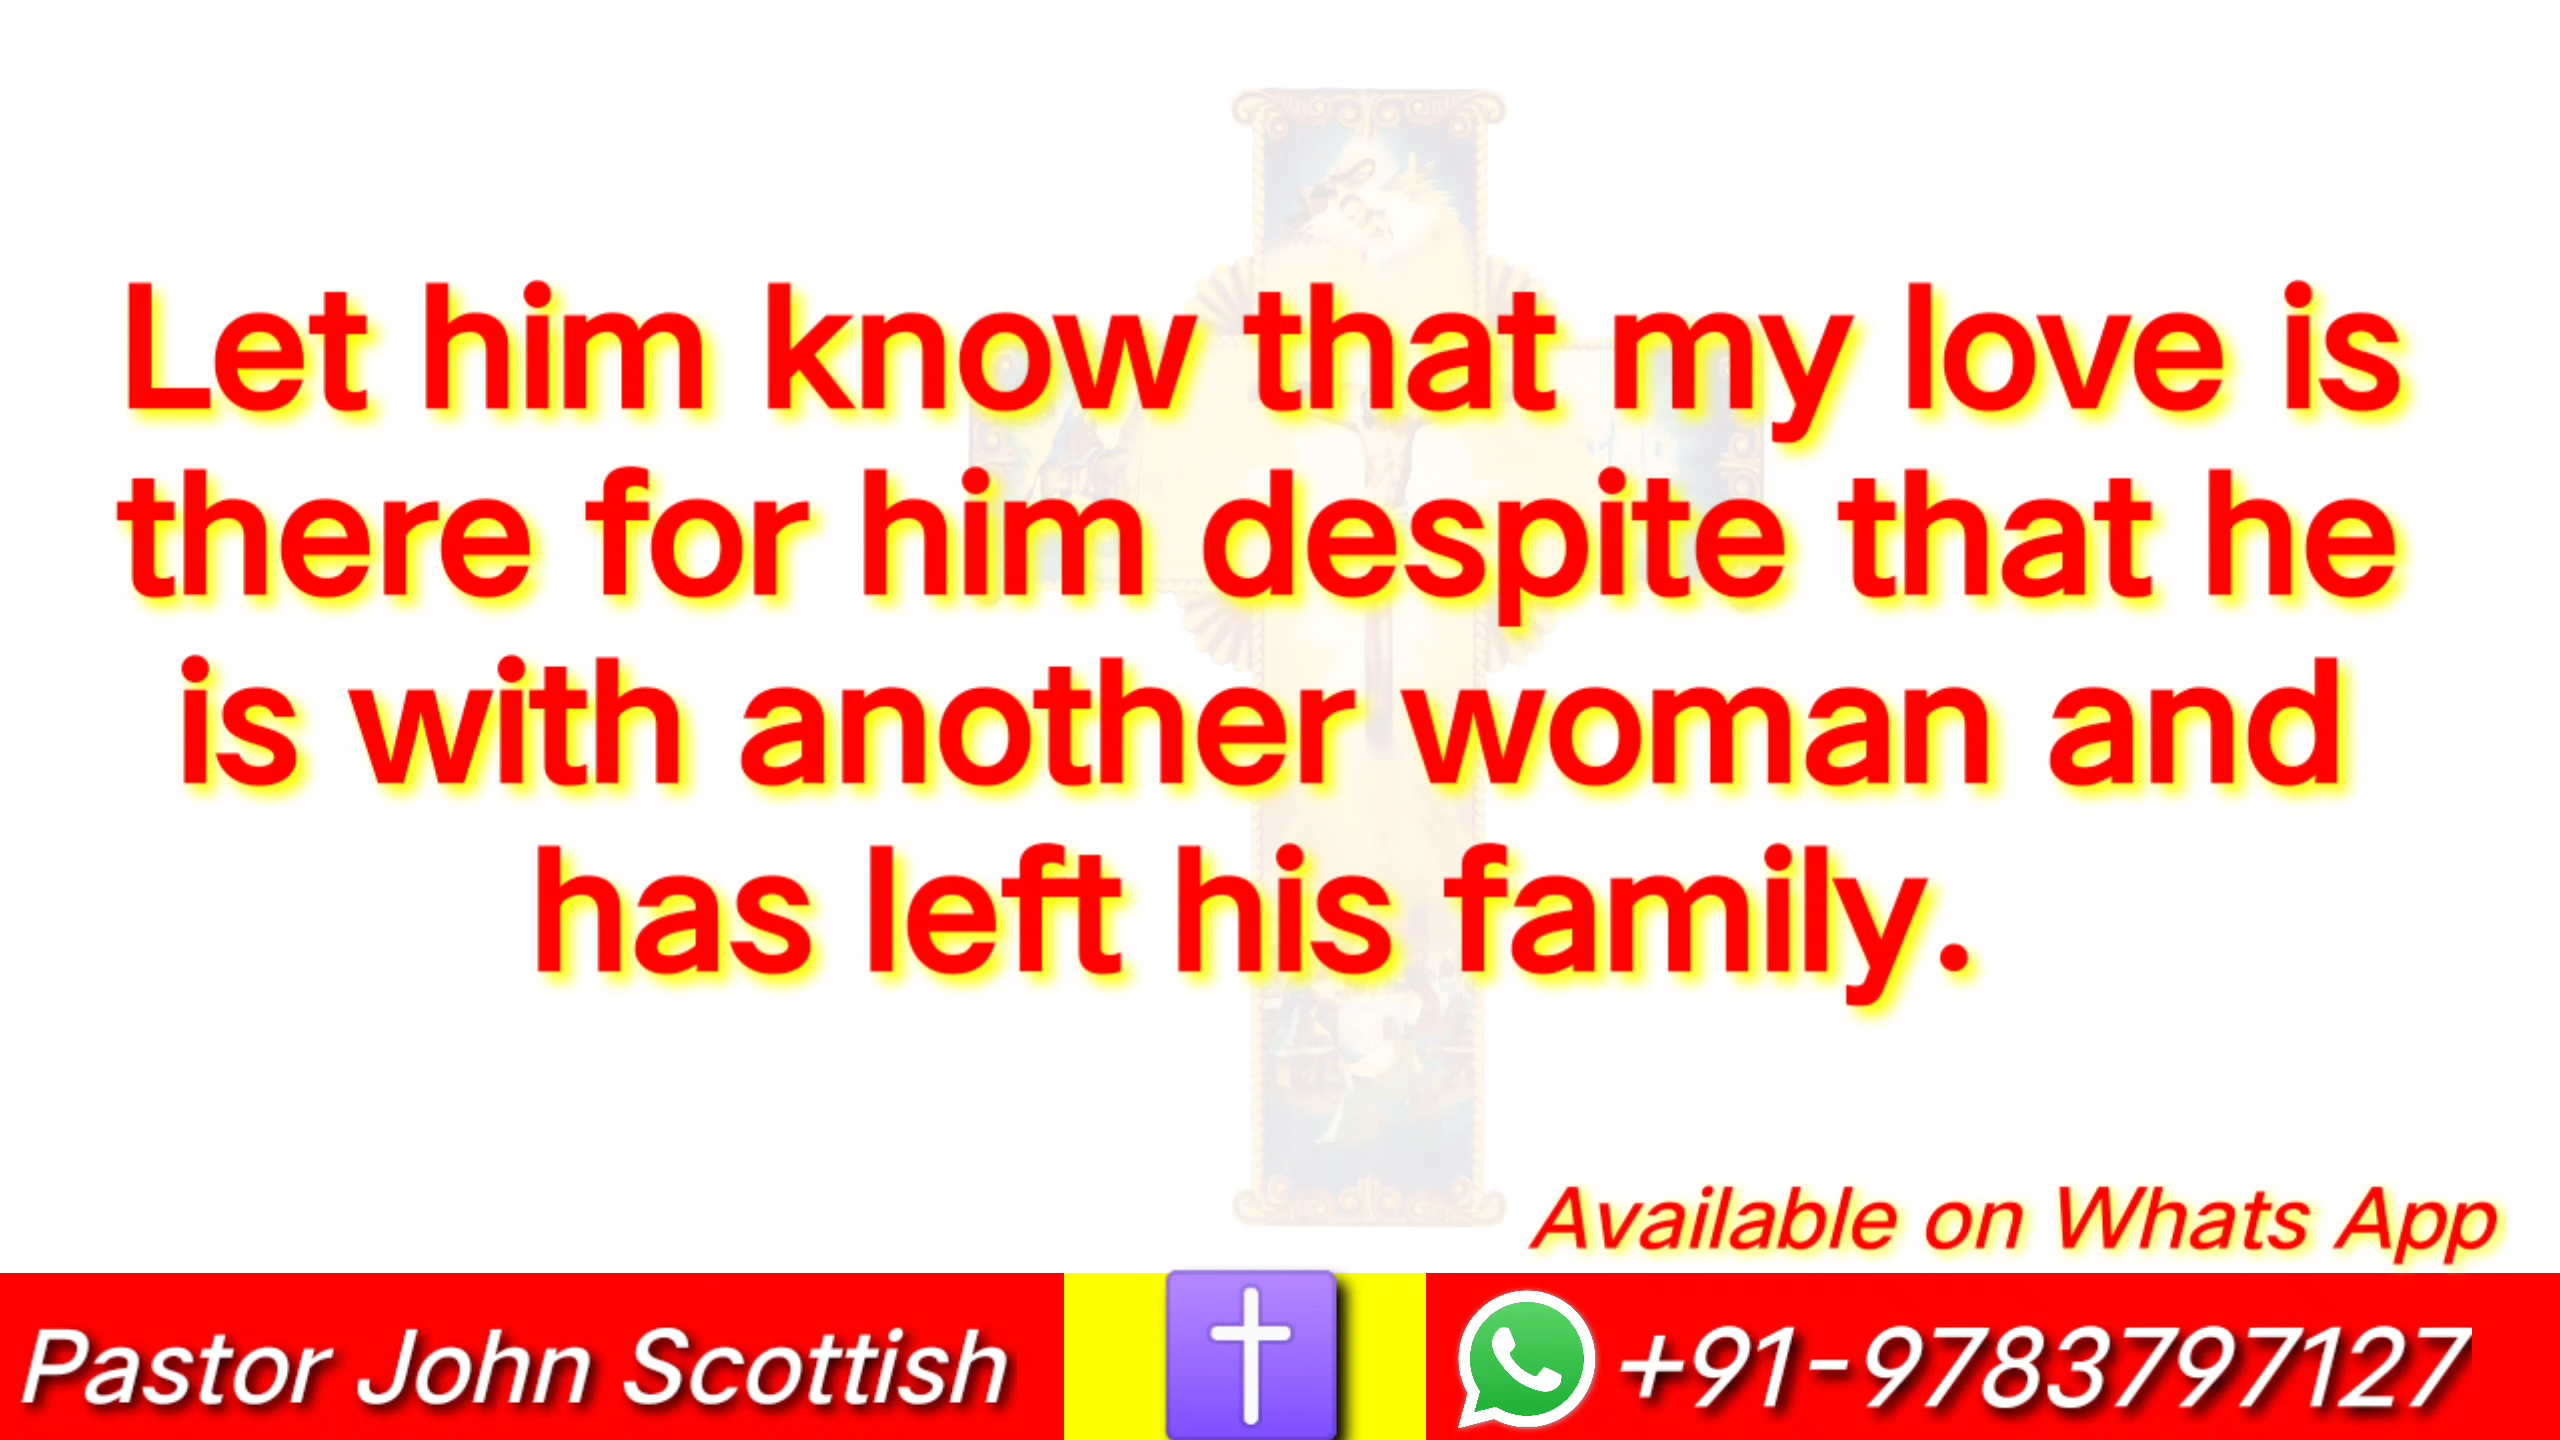 Let him know that my love is
there for him despite that he
is with another woman and
has left his family.
Available on Whats App
Pastor John Scottish
+91-9783797127